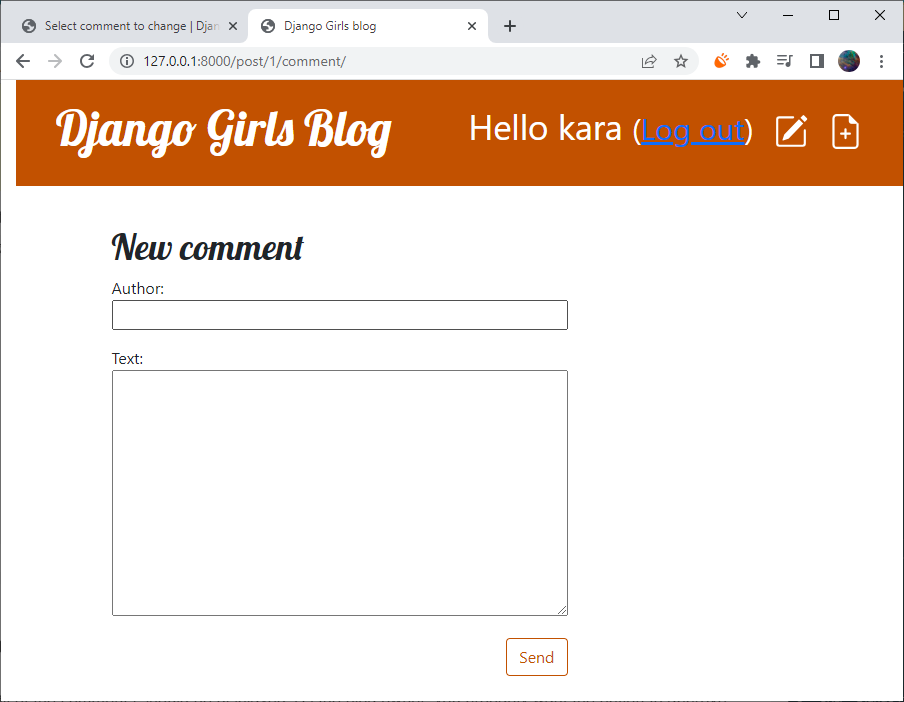 Select comment to change | Djan
Django Girls blog
127.0.0.1:8000/post/1/comment/
Django Girls Blog
Hello kara (Log out)
New comment
Author:
Text:
Send